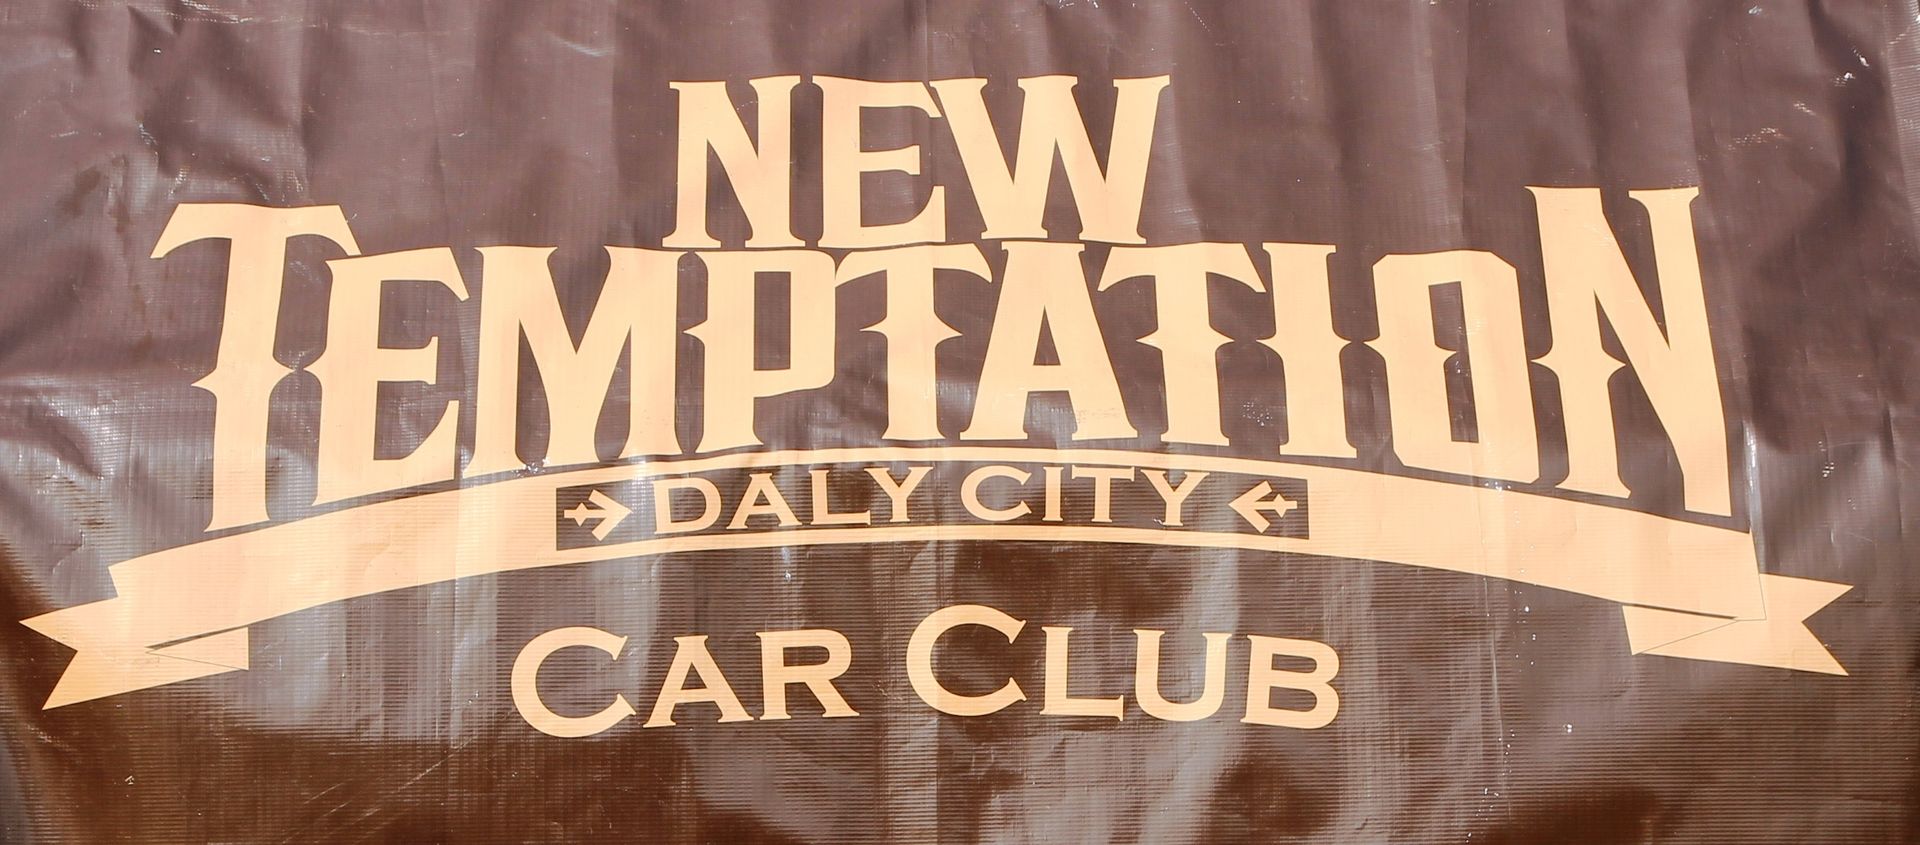 NEW
TEMPTATION
DALY CITY
CAR CLUB